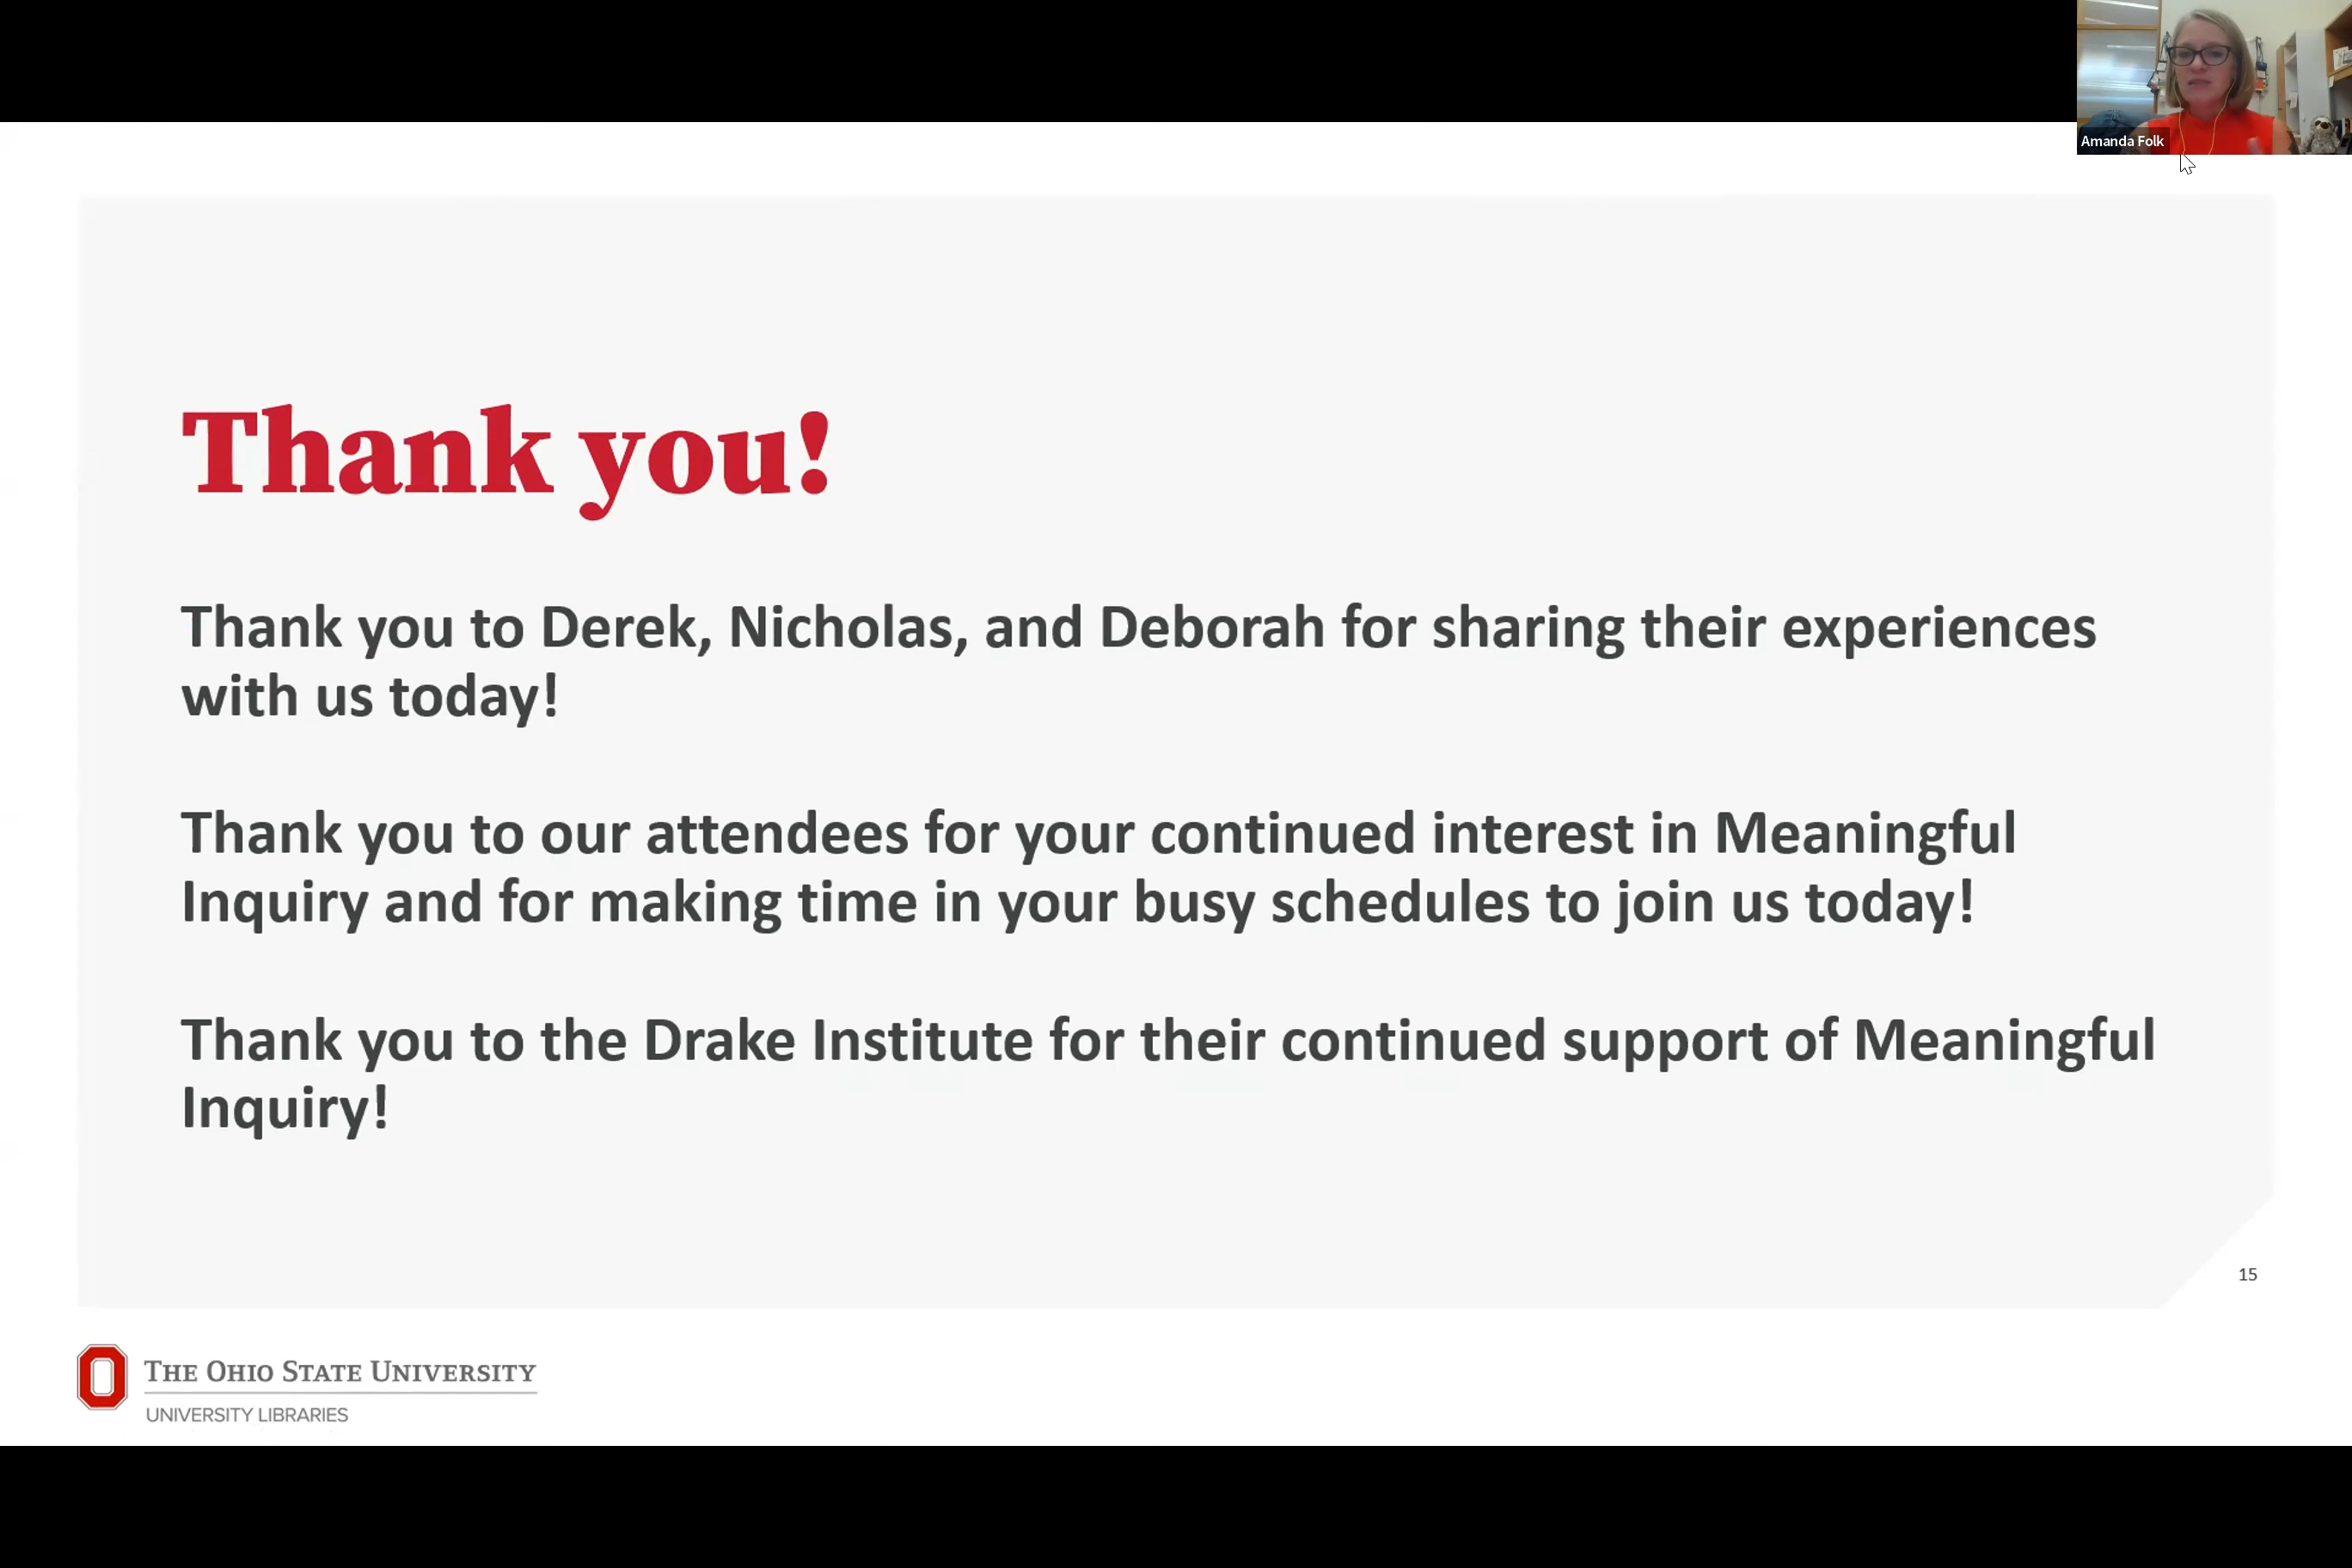 Amanda Folk
Thank you!
Thank you to Derek, Nicholas, and Deborah for sharing their experiences
with us today!
Thank you to our attendees for your continued interest in Meaningful
Inquiry and for making time in your busy schedules to join us today!
Thank you to the Drake Institute for their continued support of Meaningful
Inquiry!
15
THE OHIO STATE UNIVERSITY
UNIVERSITY LIBRARIES